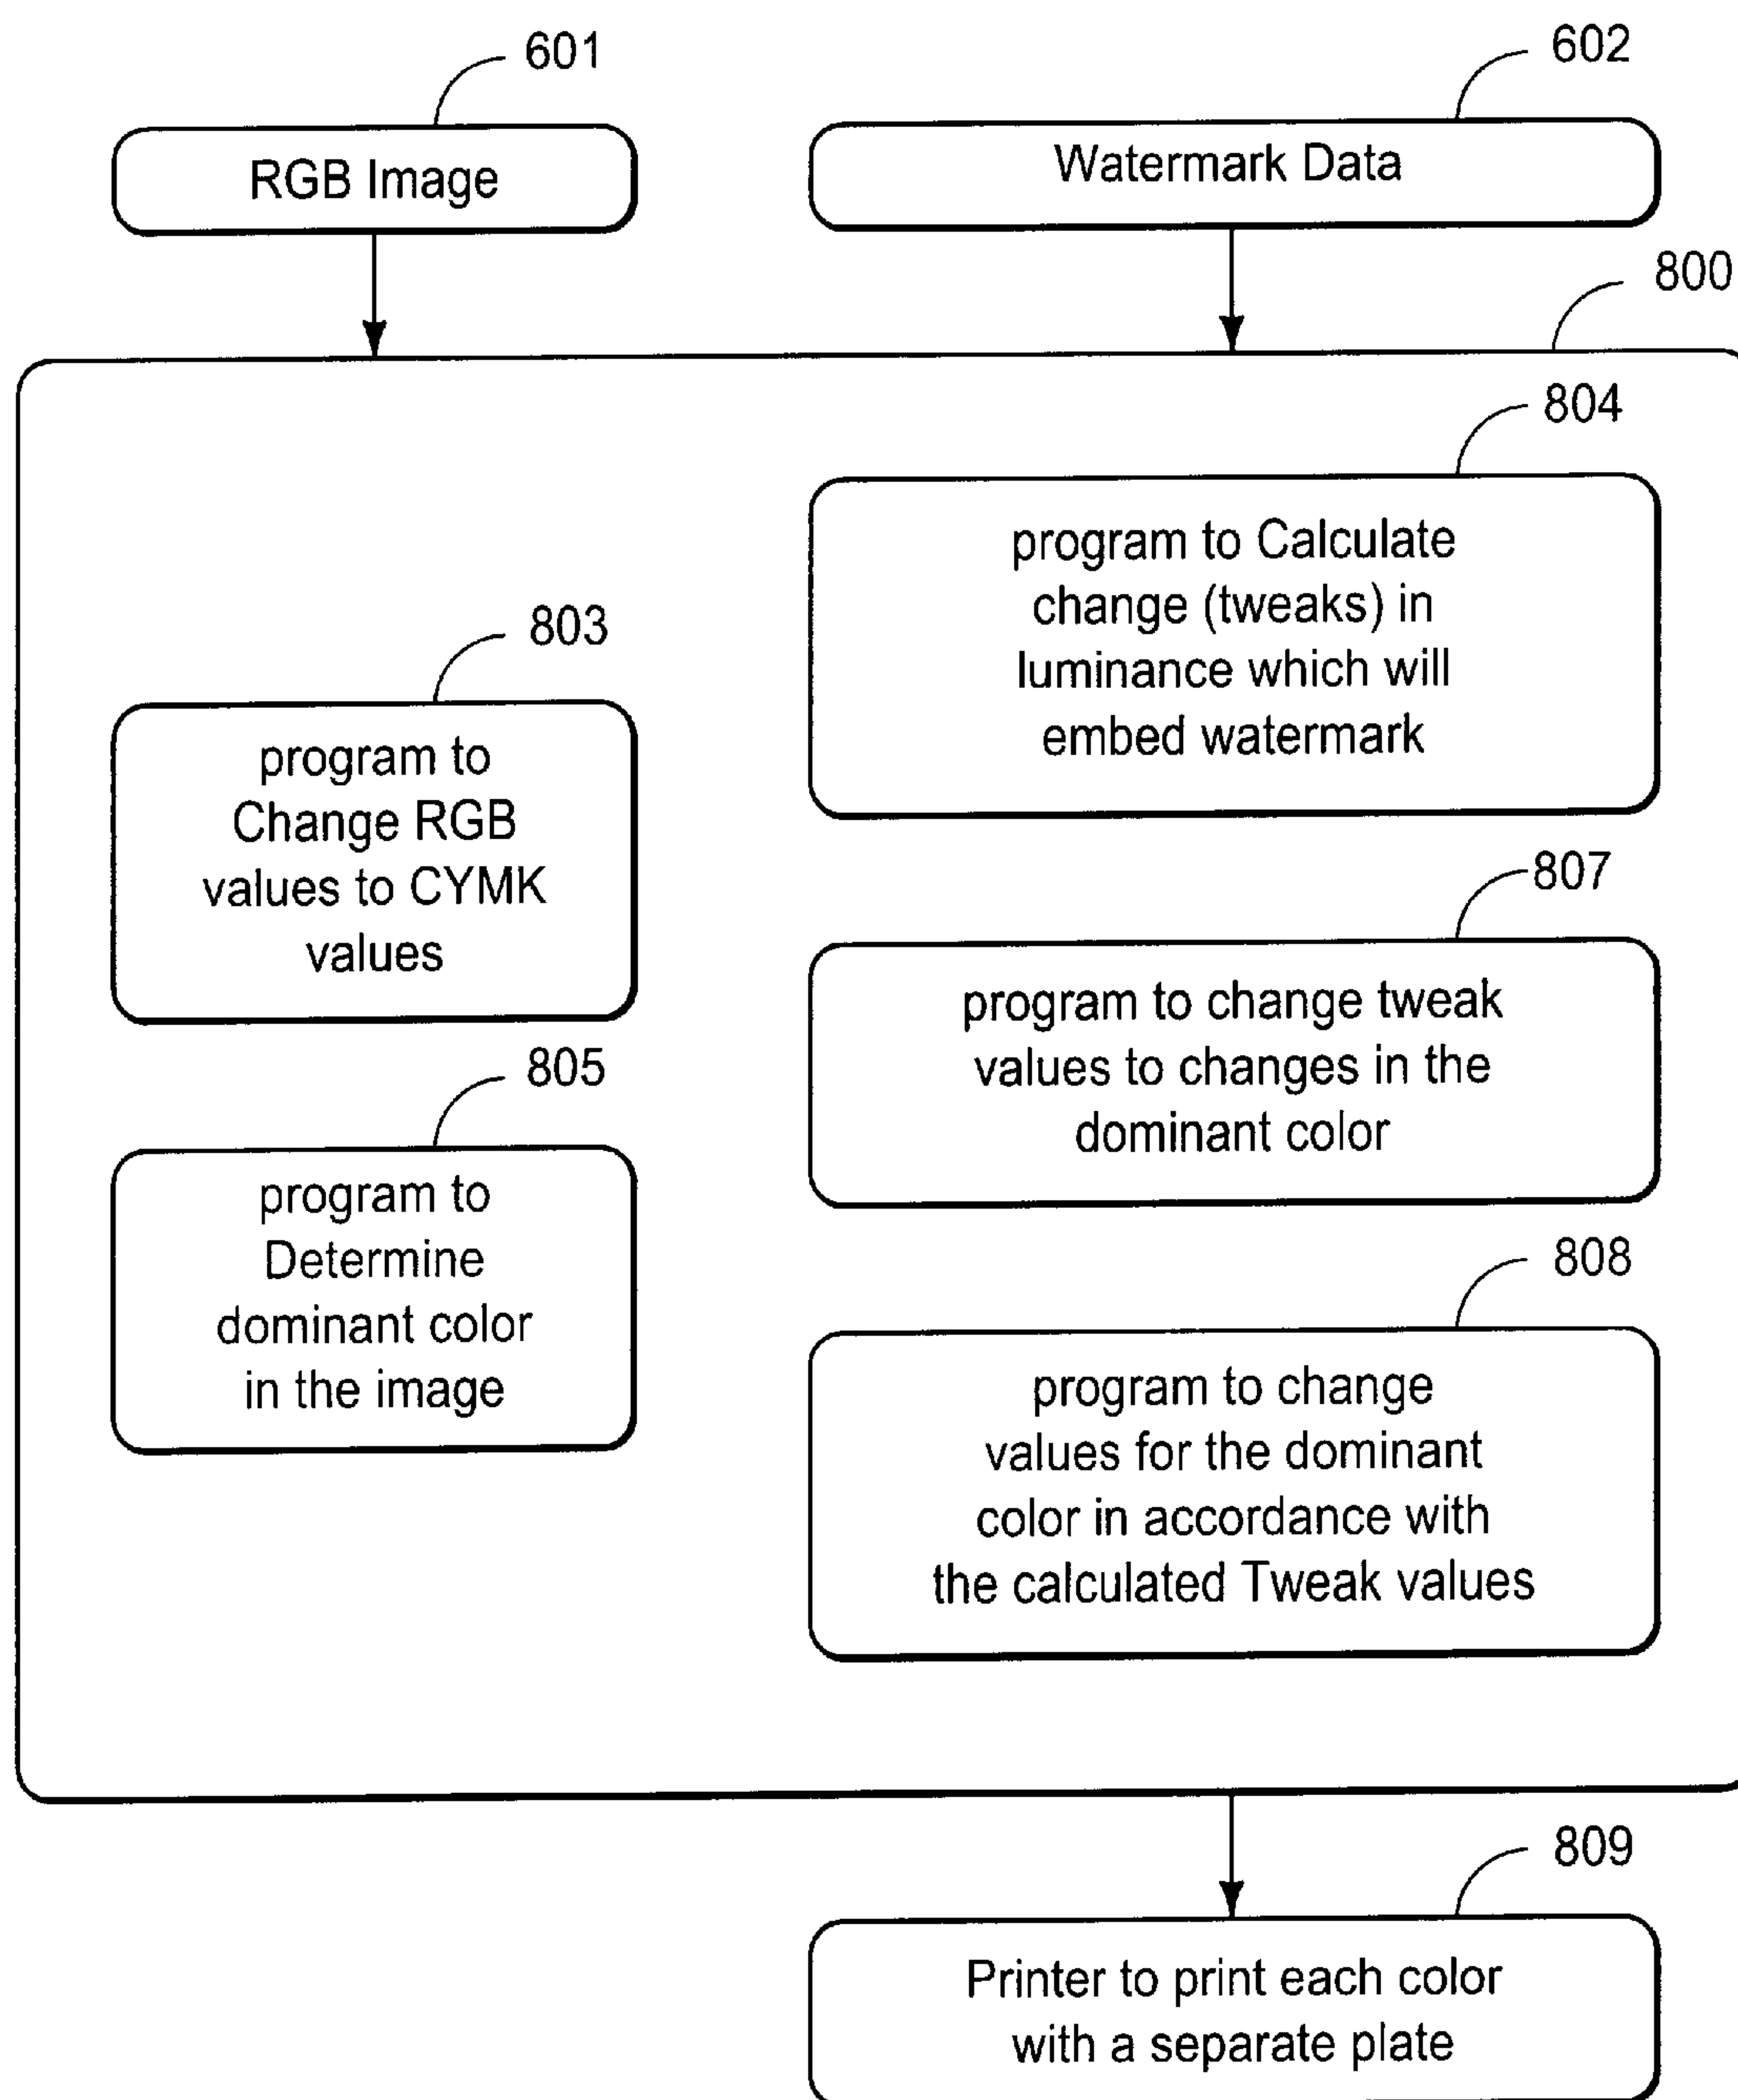 601
RGB Image
602
Watermark Data
800
804
program to Calculate
change (tweaks) in
luminance which will
embed watermark
803
program to
Change RGB
values to CYMK
values
807
program to change tweak
values to changes in the
dominant color
805
program to
Determine
dominant color
in the image
808
program to change
values for the dominant
color in accordance with
the calculated Tweak values
809
Printer to print each color
with a separate plate